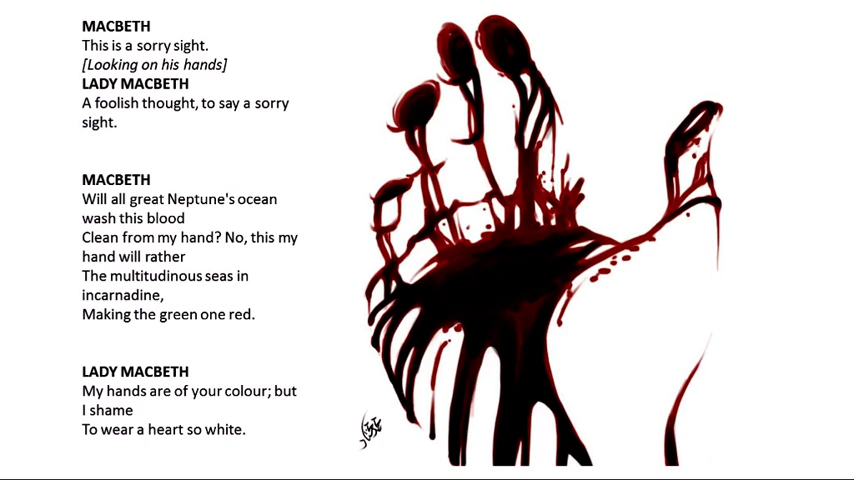 MACBETH
This is a sorry sight.
[Looking on his hands]
LADY MACBETH
A foolish thought, to say a sorry
sight.
MACBETH
Will all great Neptune's ocean
wash this blood
Clean from my hand? No, this my
hand will rather
The multitudinous seas in
incarnadine,
Making the green one red.
LADY MACBETH
My hands are of your colour; but
I shame
To wear a heart so white.